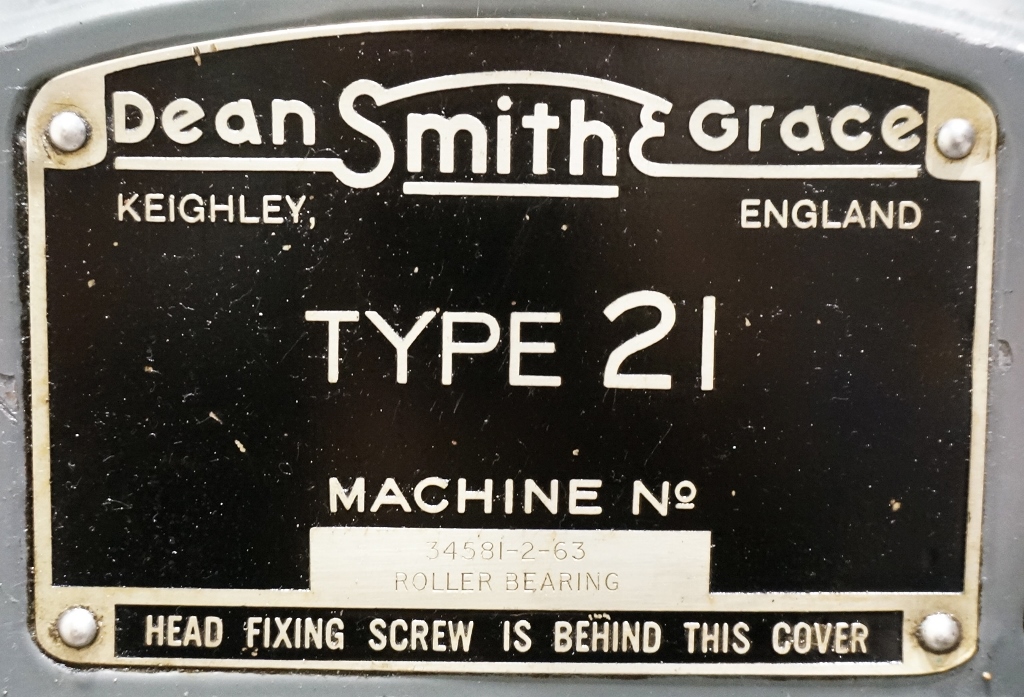 Dean Smith & Grace
KEIGHLEY, ENGLAND
TYPE 21
MACHINE Nº
34581-2-63
ROLLER BEARING
HEAD FIXING SCREW IS BEHIND THIS COVER